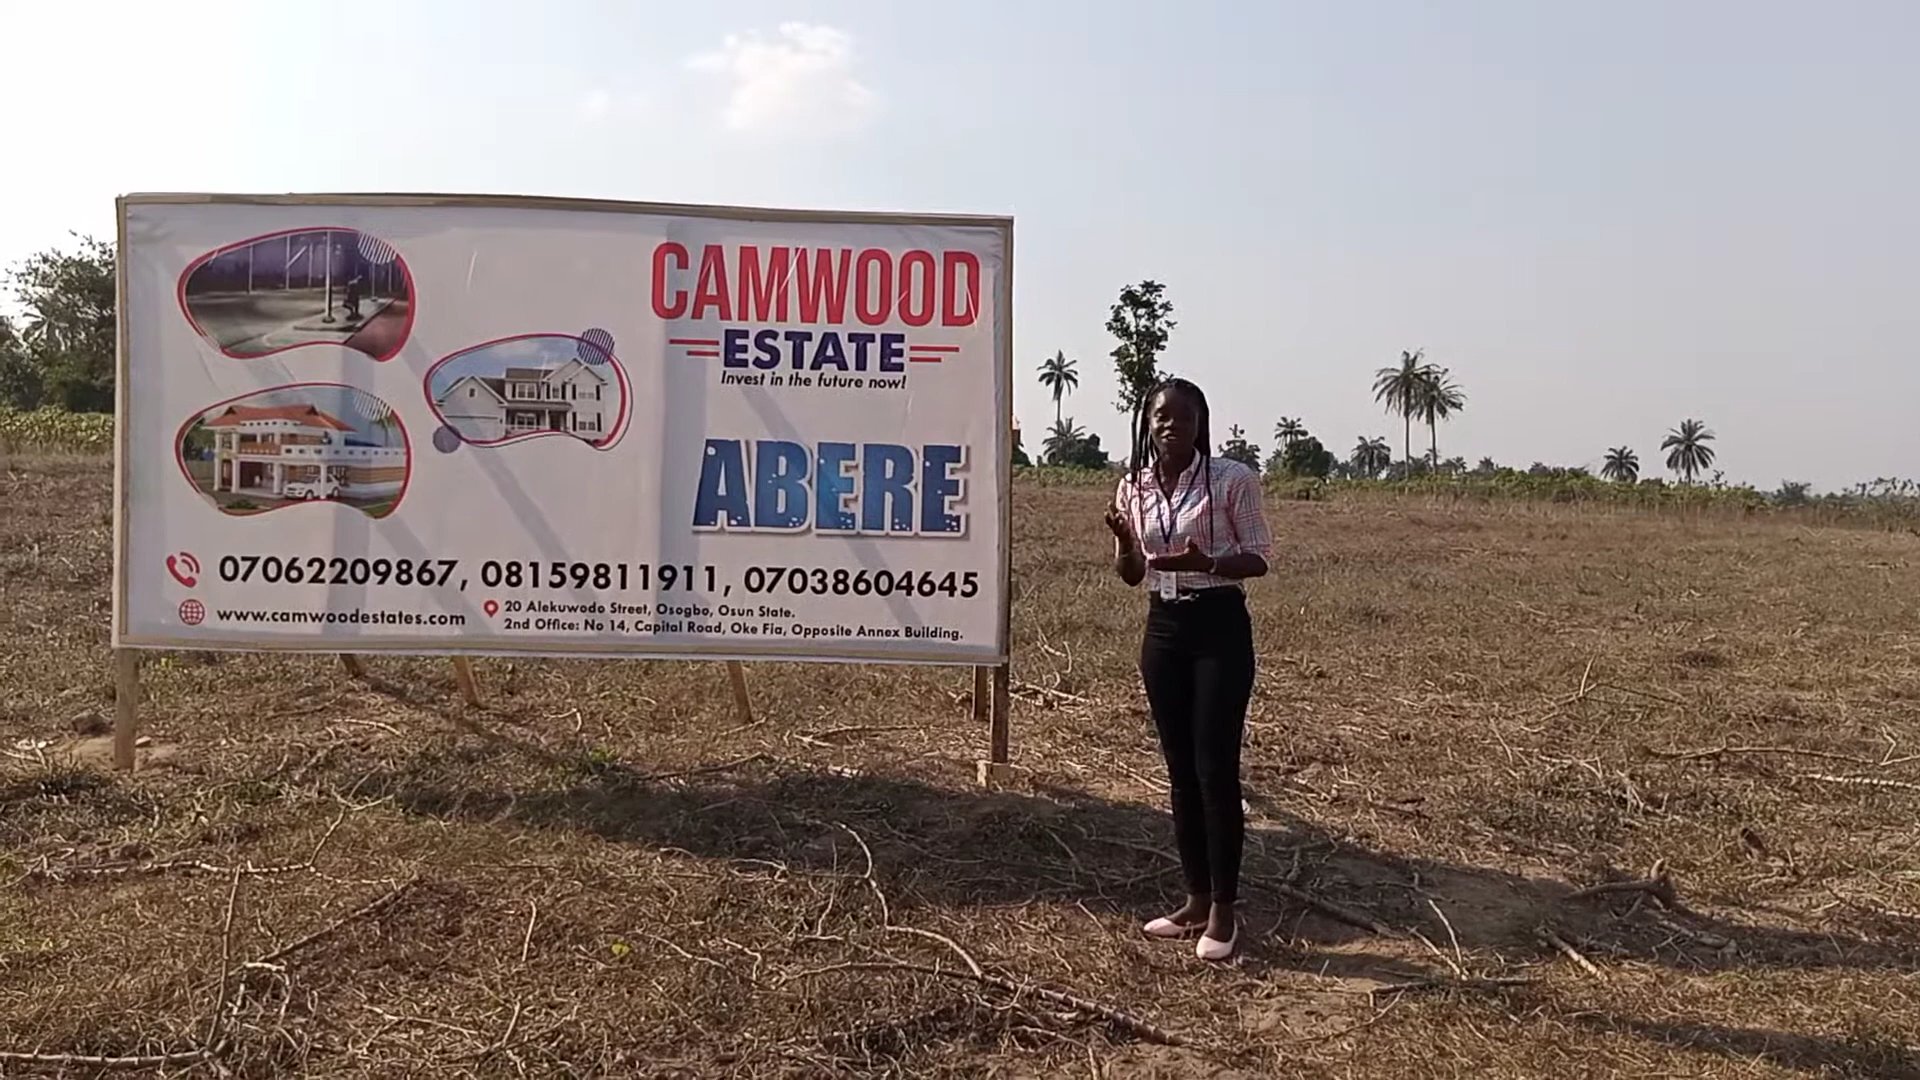 CAMWOOD
ESTATE
Invest in the future now!
ABERE
07062209867, 08159811911, 07038604645
www.camwoodestates.com
20 Alekuwodo Street, Osogbo, Osun State.
2nd Office: No 14, Capital Road, Oke Fia, Opposite Annex Building.